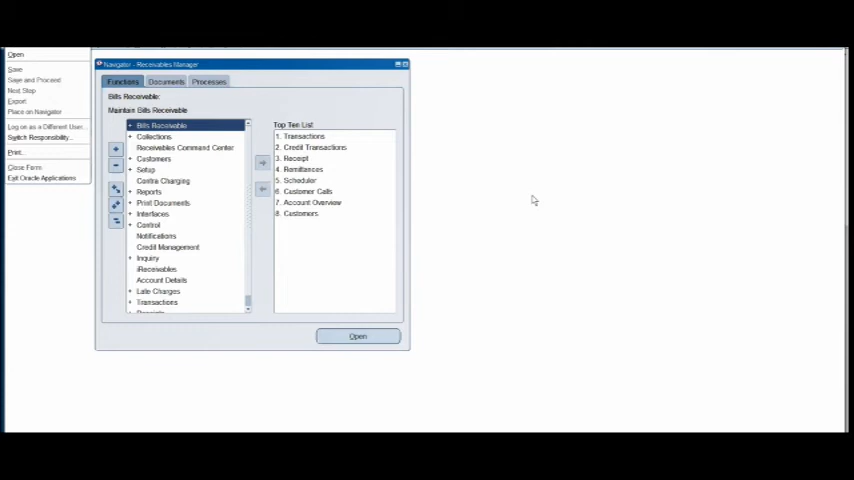 Open
Save
Save and Proceed
Next Step
Export
Place on Navigator
Log on as a Different User...
Switch Responsibility...
Print...
Close Form
Exit Oracle Applications
Navigator - Receivables Manager
Functions
Documents
Processes
Bills Receivable:
Maintain Bills Receivable
+ Bills Receivable
+ Collections
Receivables Command Center
+ Customers
+ Setup
Contra Charging
+ Reports
+ Print Documents
+ Interfaces
+ Control
Notifications
Credit Management
+ Inquiry
iReceivables
Account Details
+ Late Charges
+ Transactions
Receipts
Top Ten List
1. Transactions
2. Credit Transactions
3. Receipt
4. Remittances
5. Scheduler
6. Customer Calls
7. Account Overview
8. Customers
Open